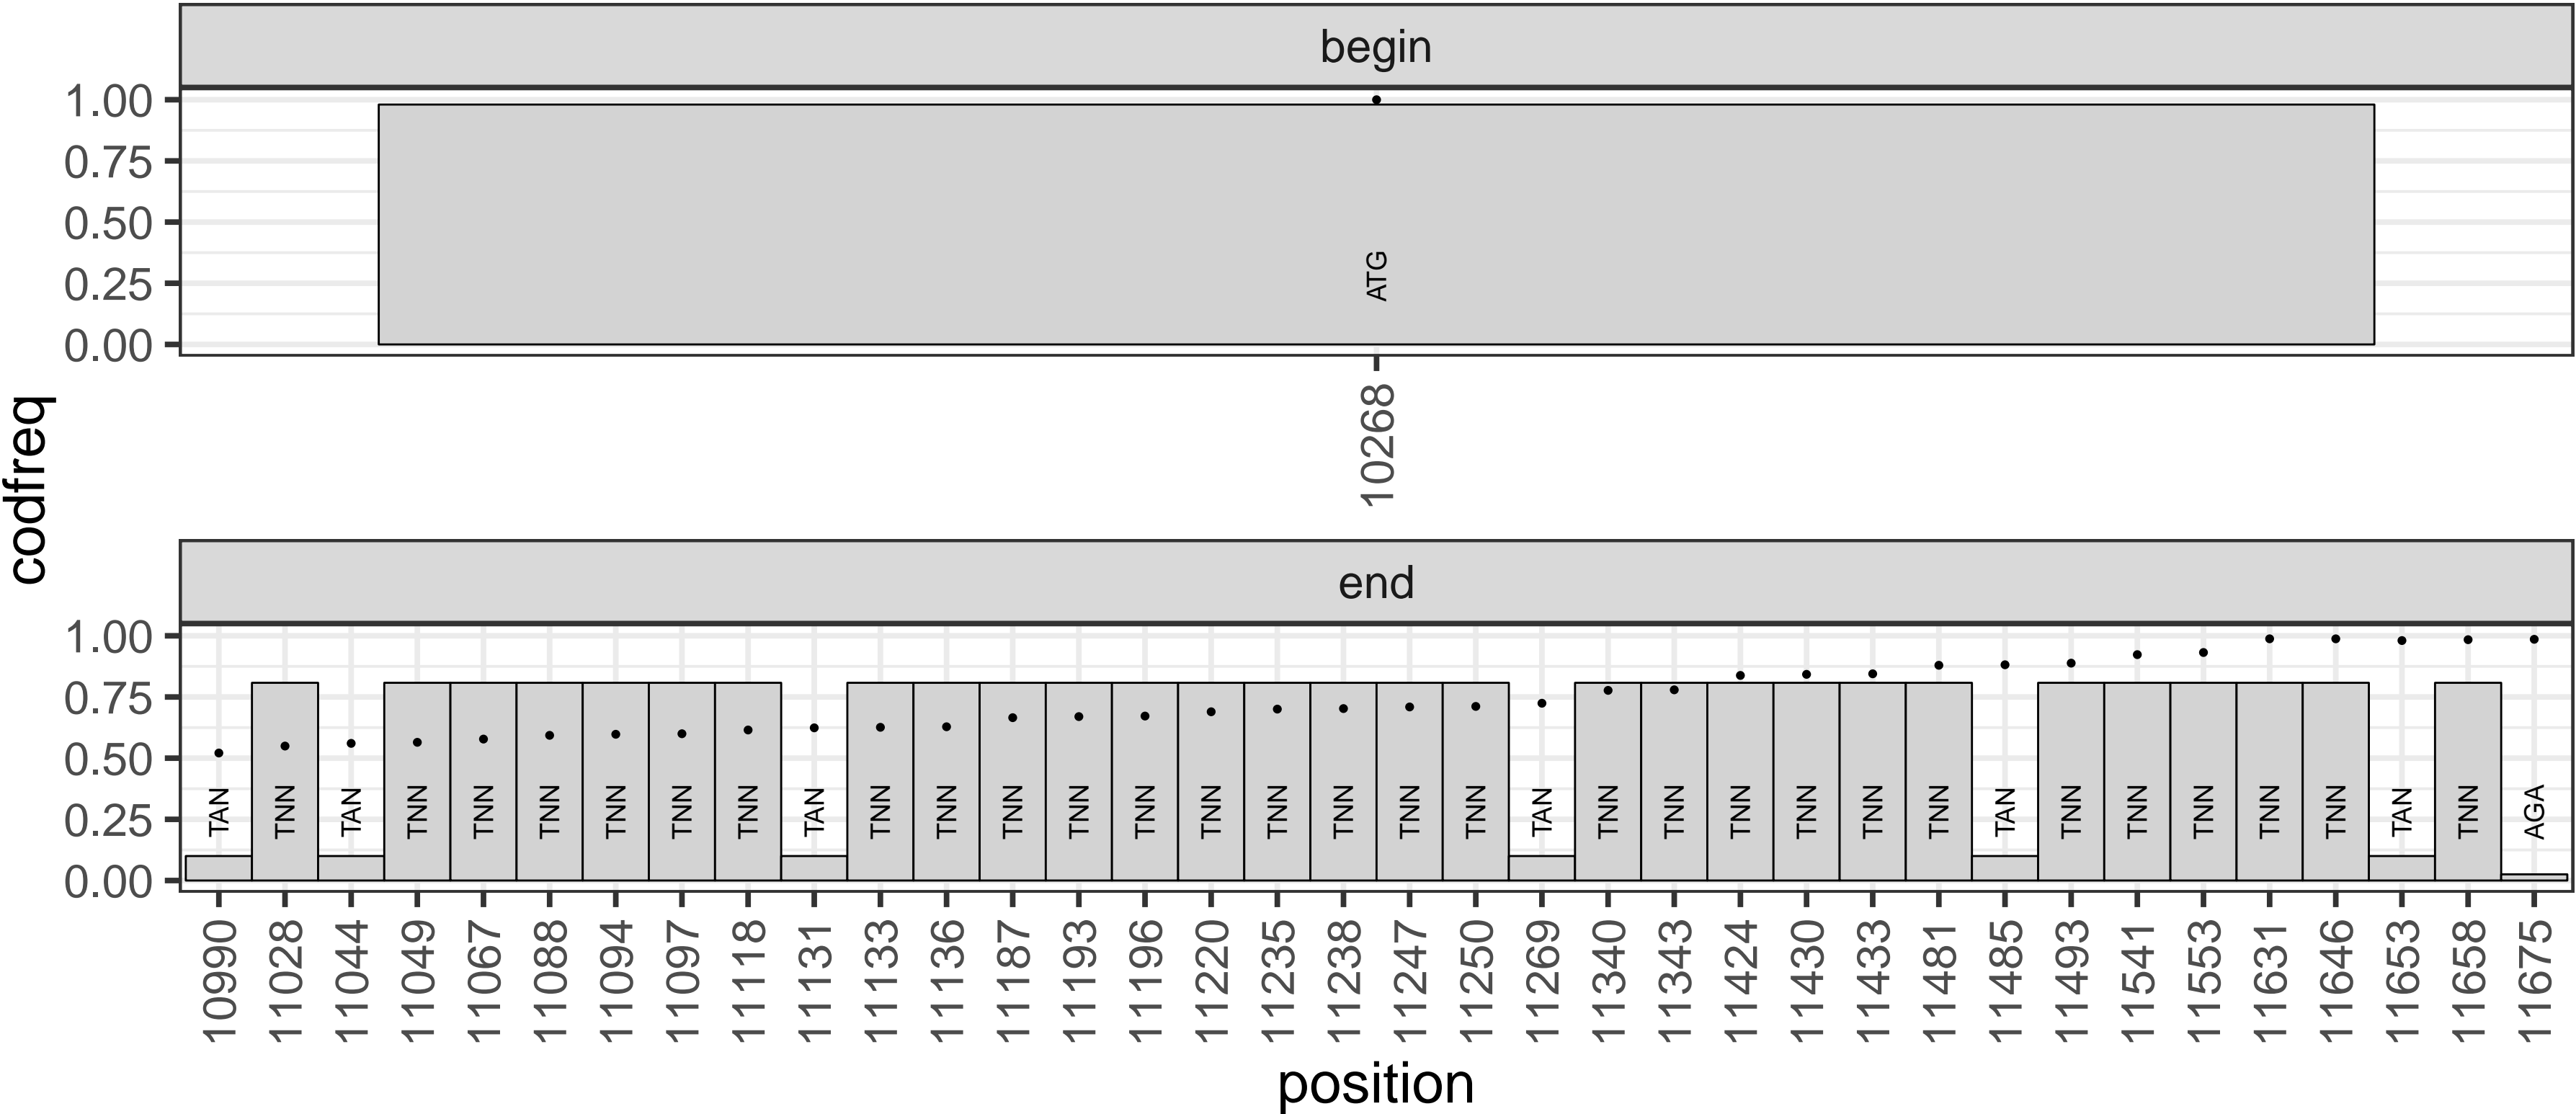 begin
1.00
0.75
0.50
0.25
0.00
ATG
10268
codfreq
end
1.00
0.75
0.50
0.25
0.00
TAN TNN TAN TNN TNN TNN TNN TNN TNN TAN TNN TNN TNN TNN TNN TNN TNN TNN TNN TNN TAN TNN TNN TNN TNN TNN TNN TAN TNN TNN TNN TNN TNN TAN TNN AGA
10990 11028 11044 11049 11067 11088 11094 11097 11118 11131 11133 11136 11187 11193 11196 11220 11235 11238 11247 11250 11269 11340 11343 11424 11430 11433 11481 11485 11493 11541 11553 11631 11646 11653 11658 11675
position